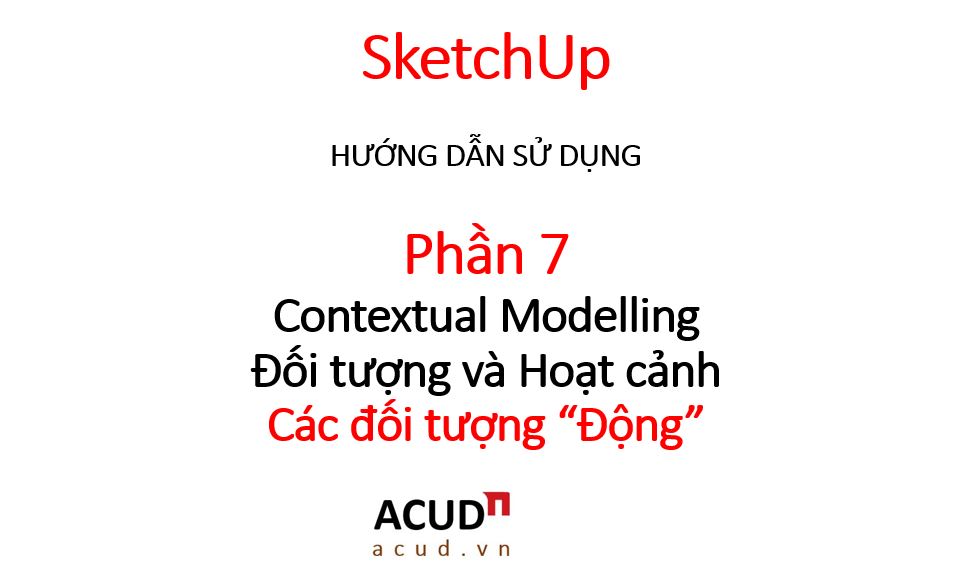 SketchUp
HƯỚNG DẪN SỬ DỤNG
Phần 7
Contextual Modelling
Đối tượng và Hoạt cảnh
Các đối tượng “Động”
ACUD
acud.vn